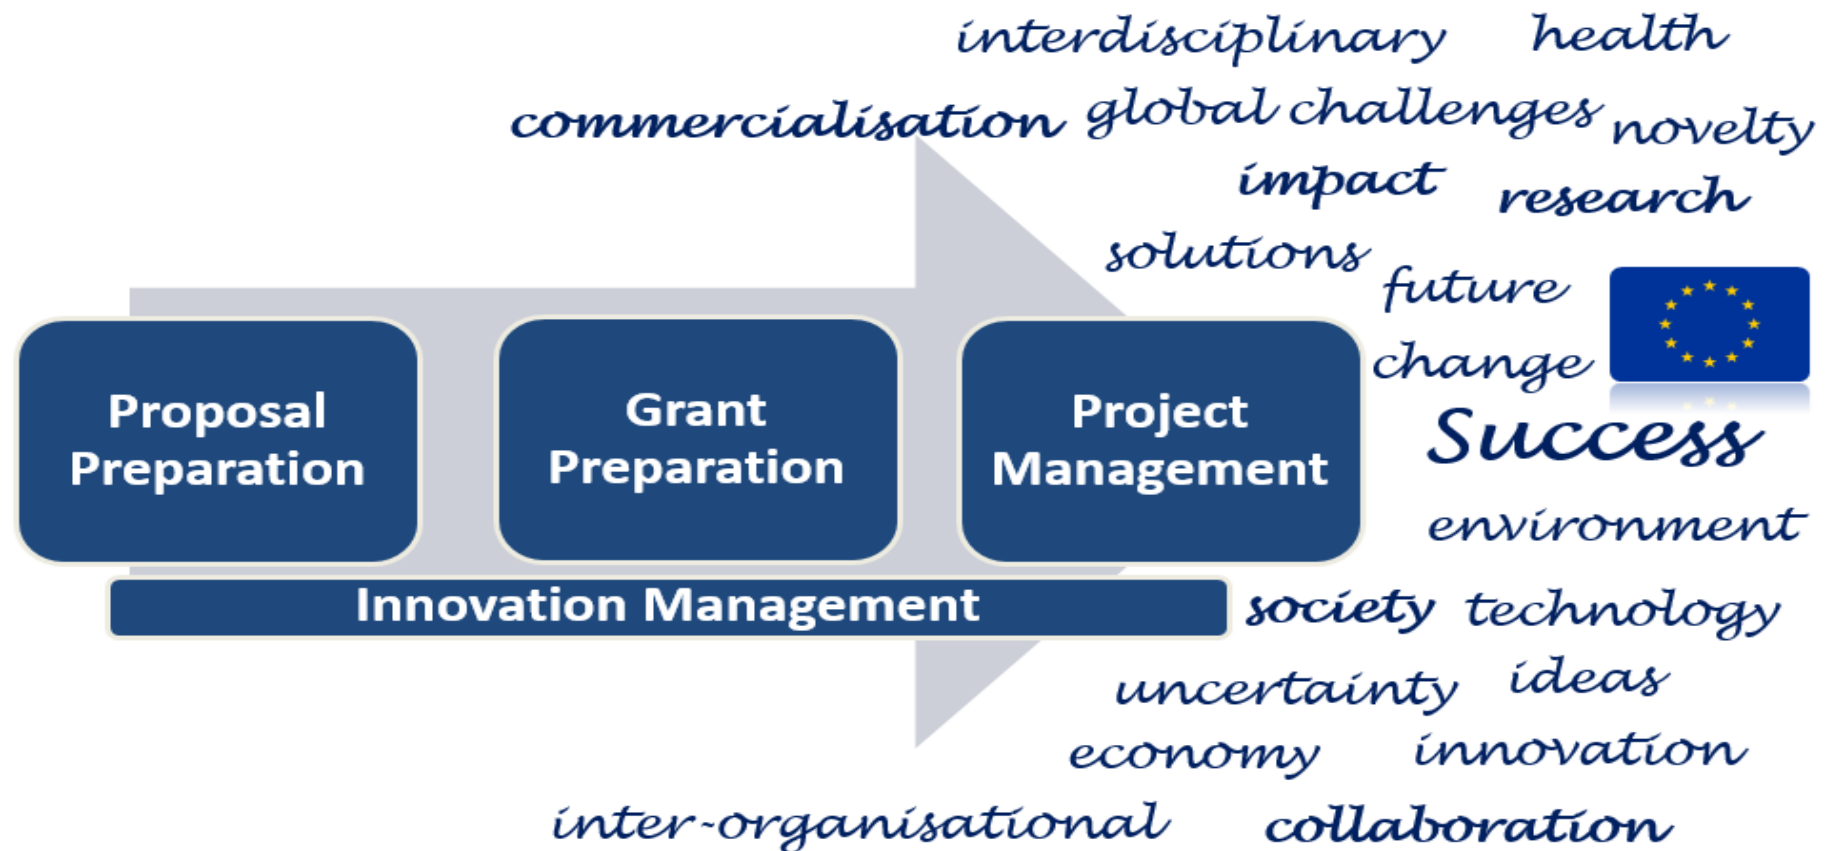 interdisciplinary health
commercialisation global challenges novelty
impact research
solutions
future
change
Proposal
Preparation
Grant
Preparation
Project
Management
Success
environment
Innovation Management
society technology
uncertainty ideas
economy innovation
inter-organisational collaboration